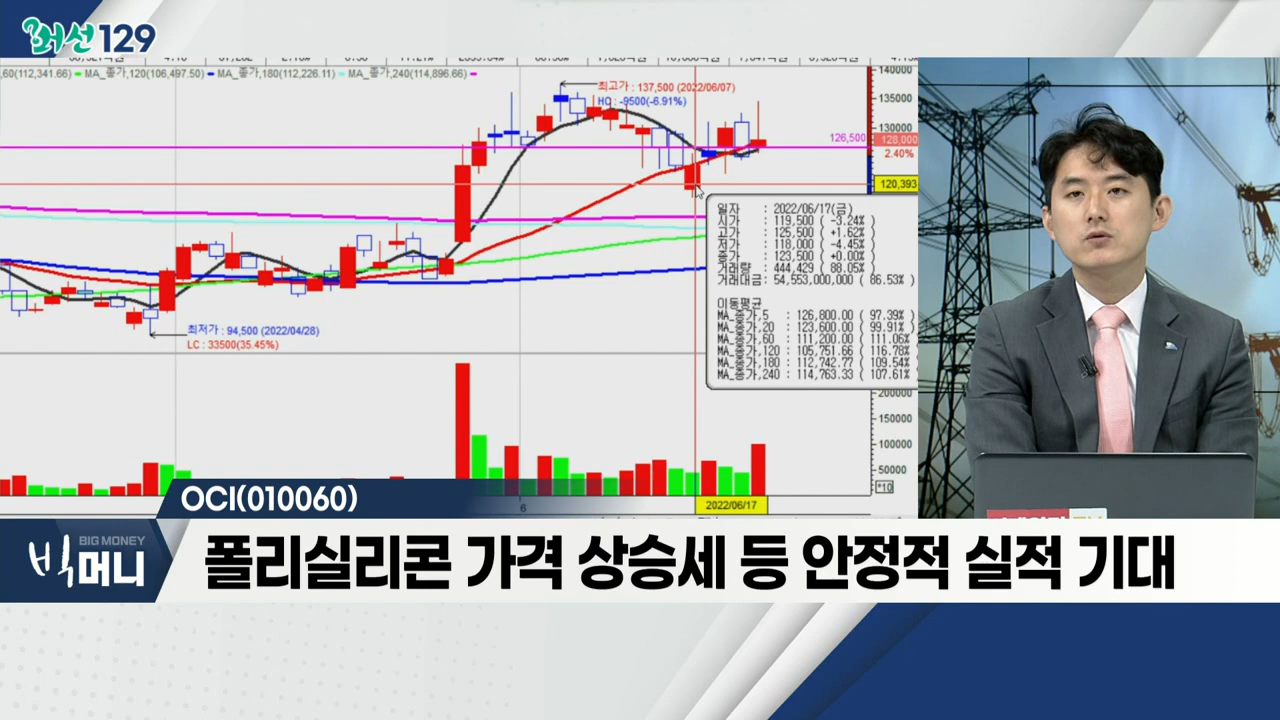 머선129
,60(112,341.66) MA_종가,120(106,497.50) MA_종가,180(112,226.11) MA_종가,240(114,896.66)
최고가 : 137,500 (2022/06/07)
HC : -9500(-6.91%)
140000
135000
130000
126,500
128,000
2.40%
120,393
일자 : 2022/06/17(금)
시가 : 119,500 ( -3.24% )
고가 : 125,500 ( +1.62% )
저가 : 118,000 ( -4.45% )
종가 : 123,500 ( +0.00% )
거래량 : 444,429 ( 88.05% )
거래대금 : 54,553,000,000 ( 86.53% )
이동평균
MA_종가,5 : 126,800.00 ( 97.39%
MA_종가,20 : 123,600.00 ( 99.91%
MA_종가,60 : 111,200.00 ( 111.06%
MA_종가,120 : 105,751.66 ( 116.78%
MA_종가,180 : 112,742.77 ( 109.54%
MA_종가,240 : 114,763.33 ( 107.61%
최저가 : 94,500 (2022/04/28)
LC : 33500(35.45%)
200000
150000
100000
50000
*10
6
2022/06/17
OCI(010060)
BIG MONEY
빅머니
폴리실리콘 가격 상승세 등 안정적 실적 기대